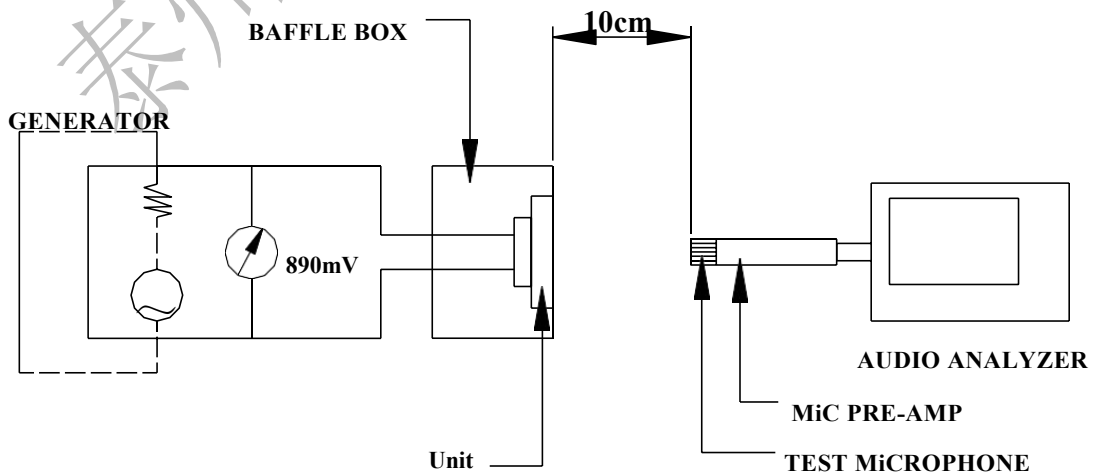 10cm
BAFFLE BOX
GENERATOR
890mV
AUDIO ANALYZER
MiC PRE-AMP
Unit
TEST MiCROPHONE